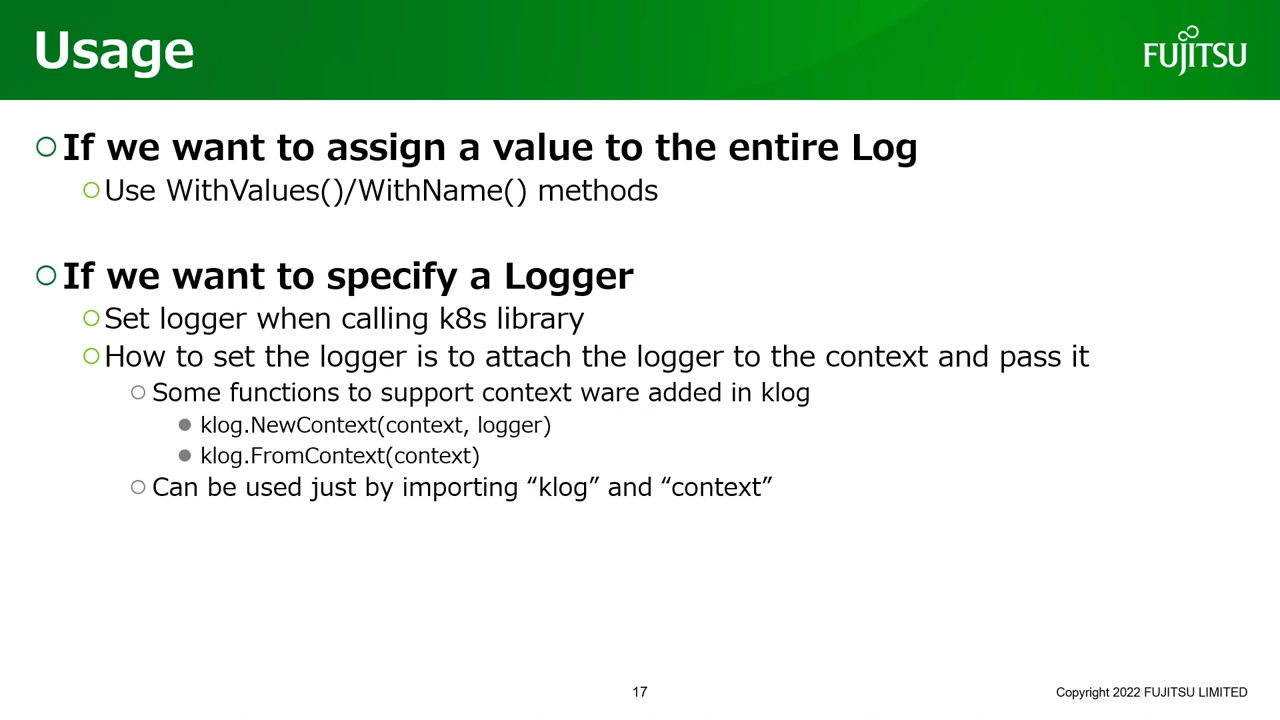 Usage
FUJITSU
If we want to assign a value to the entire Log
Use WithValues()/WithName() methods
If we want to specify a Logger
Set logger when calling k8s library
How to set the logger is to attach the logger to the context and pass it
Some functions to support context ware added in klog
klog.NewContext(context, logger)
klog.FromContext(context)
Can be used just by importing “klog” and “context”
17
Copyright 2022 FUJITSU LIMITED